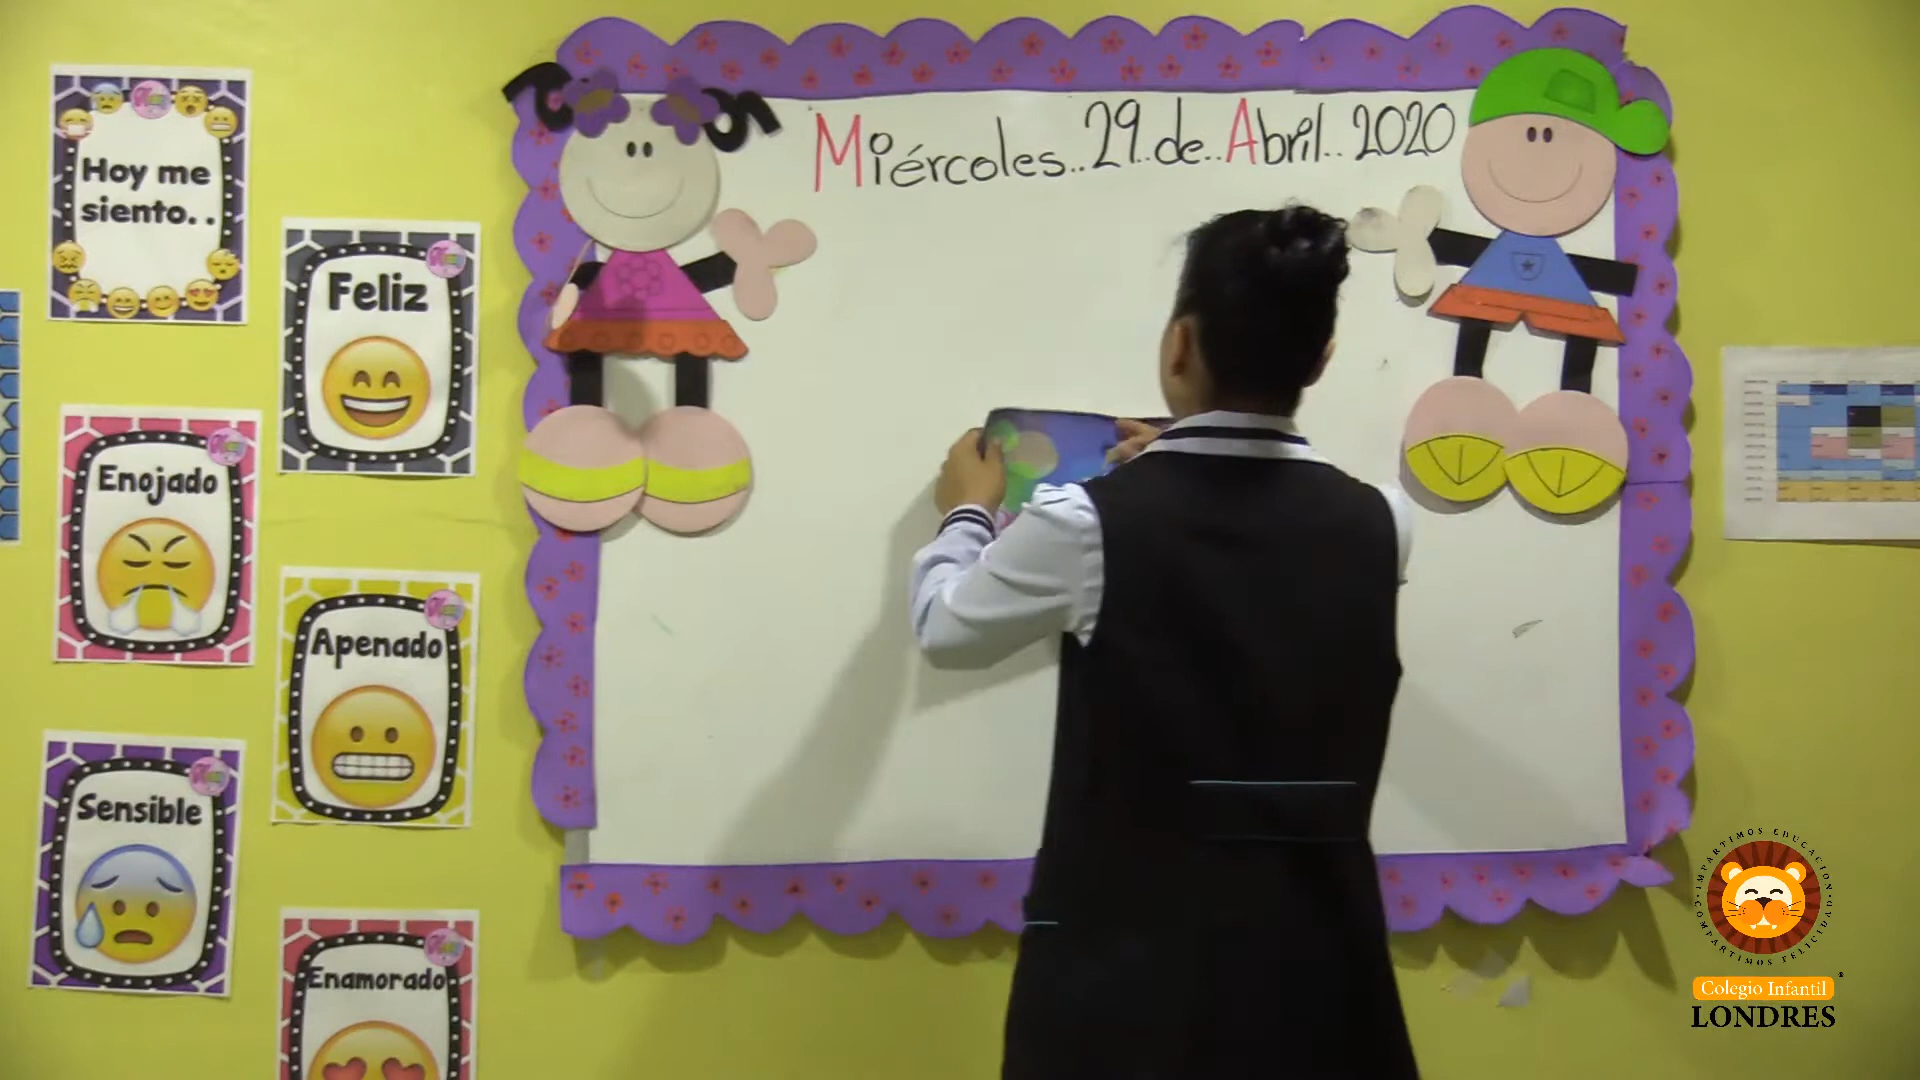 Hoy me
siento. .
Feliz
Enojado
Apenado
Sensible
Enamorado
Miércoles..29..de..Abril.. 2020
COMPARTIMOS FELICIDAD
IMPARTIMOS EDUCACIÓN
Colegio Infantil
LONDRES